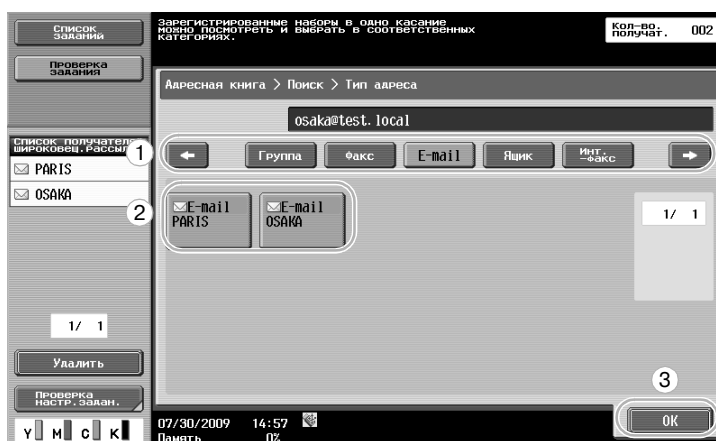 Список
заданий
Проверка
задания
Зарегистрированные наборы в одно касание
можно посмотреть и выбрать в соответственных
категориях.
Кол-во.
получат. 002
Адресная книга > Поиск > Тип адреса
osaka@test.local
Список получателе
широковещ.рассыл
PARIS
OSAKA
1
Группа Факс E-mail Ящик Инт.
-факс
2
E-mail
PARIS
E-mail
OSAKA
1/ 1
1/ 1
Удалить
Проверка
настр.задан.
Y M C K
3
OK
07/30/2009 14:57
Память 0%